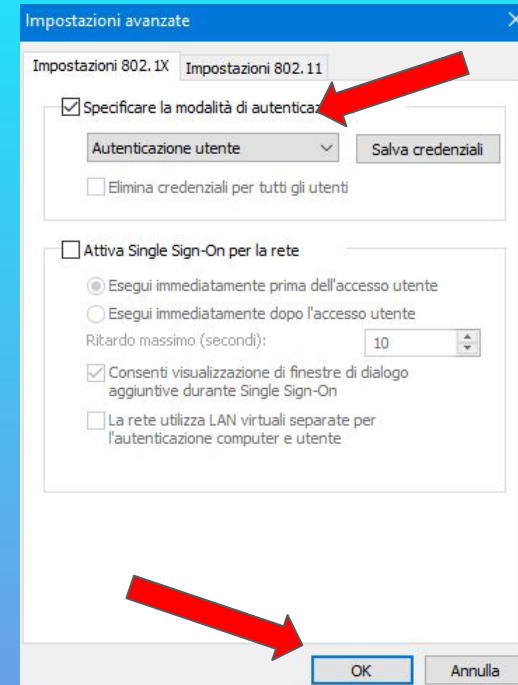 Impostazioni avanzate
Impostazioni 802.1X
Impostazioni 802.11
Specificare la modalità di
Autenticazione utente
Salva credenziali
Elimina credenziali per tutti gli utenti
Attiva Single Sign-On per la rete
Esegui immediatamente prima dell'accesso utente
Esegui immediatamente dopo l'accesso utente
Ritardo massimo (secondi):
10
Consenti visualizzazione di finestre di dialogo
aggiuntive durante Single Sign-On
La rete utilizza LAN virtuali separate per
l'autenticazione computer e utente
OK
Annulla